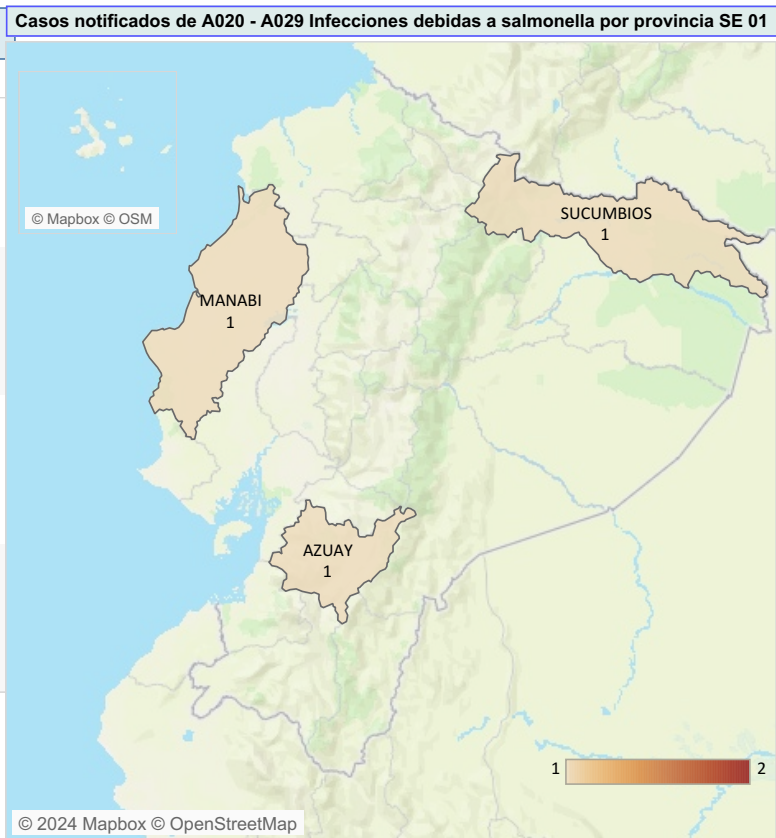 Casos notificados de A020 - A029 Infecciones debidas a salmonella por provincia SE 01
© Mapbox © OSM
SUCUMBIOS
1
MANABI
1
AZUAY
1
1 2
© 2024 Mapbox © OpenStreetMap